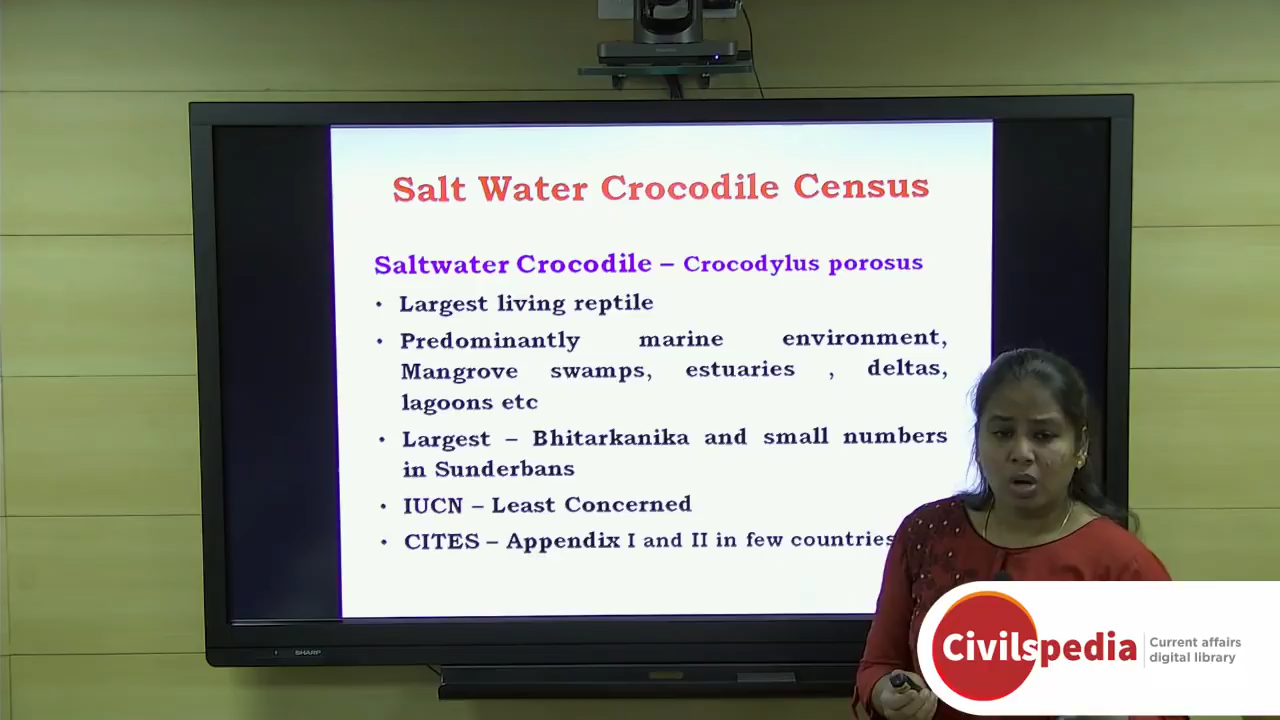 Salt Water Crocodile Census
Saltwater Crocodile – Crocodylus porosus
• Largest living reptile
• Predominantly marine environment,
Mangrove swamps, estuaries , deltas,
lagoons etc
• Largest – Bhitarkanika and small numbers
in Sunderbans
• IUCN – Least Concerned
• CITES – Appendix I and II in few countries
SHARP
Civilspedia
Current affairs
digital library